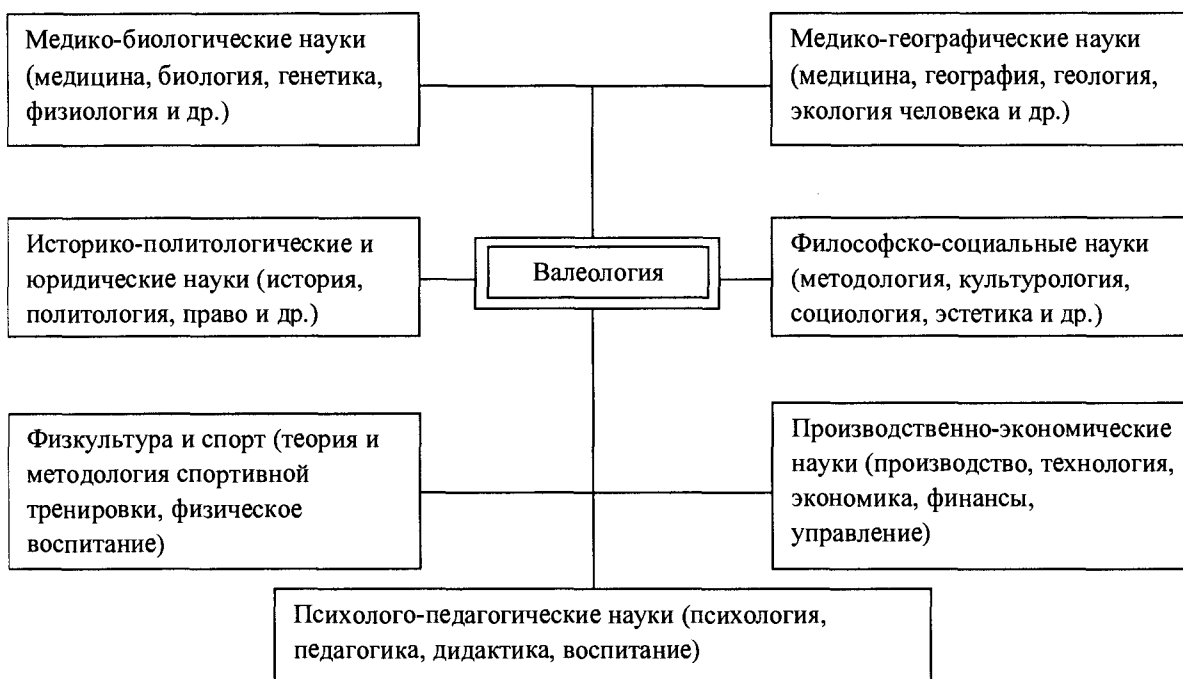 Медико-биологические науки
(медицина, биология, генетика,
физиология и др.)
Медико-географические науки
(медицина, география, геология,
экология человека и др.)
Историко-политологические и
юридические науки (история,
политология, право и др.)
Валеология
Философско-социальные науки
(методология, культурология,
социология, эстетика и др.)
Физкультура и спорт (теория и
методология спортивной
тренировки, физическое
воспитание)
Производственно-экономические
науки (производство, технология,
экономика, финансы,
управление)
Психолого-педагогические науки (психология,
педагогика, дидактика, воспитание)